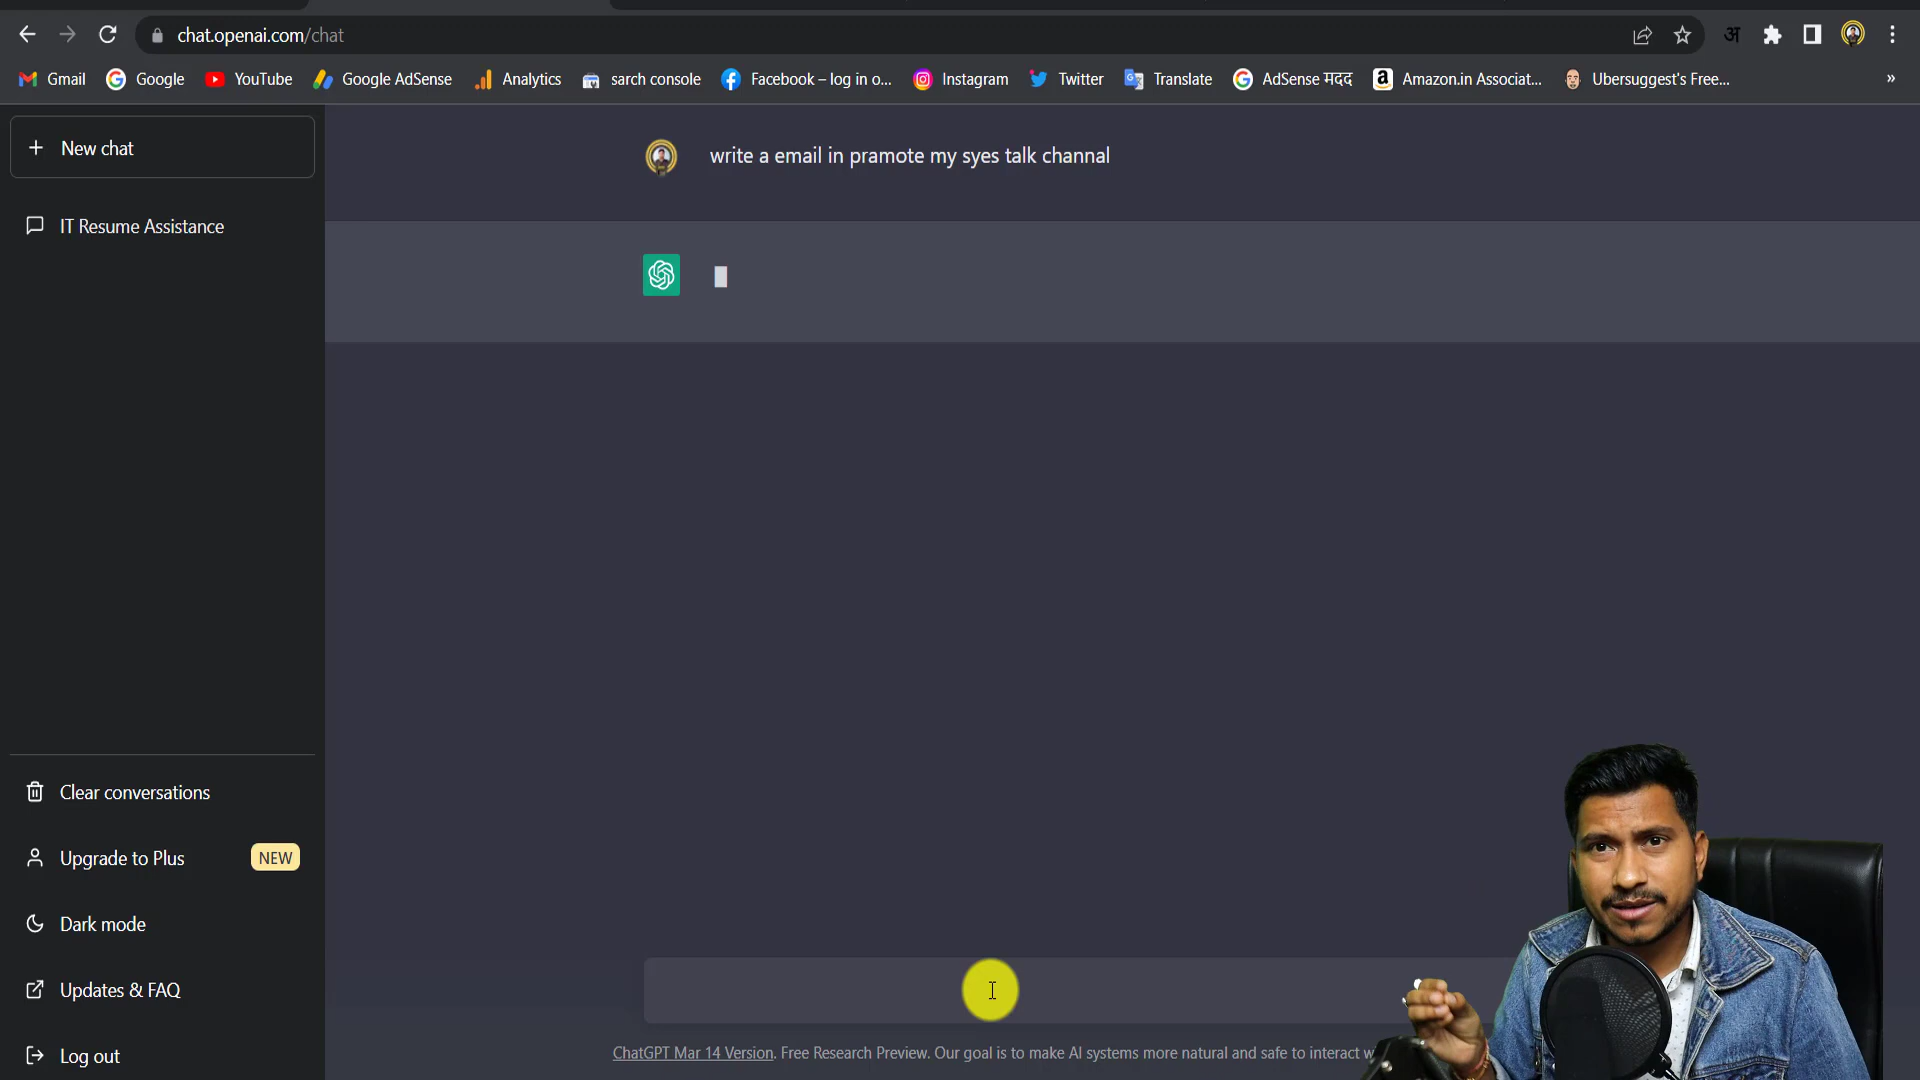 chat.openai.com/chat
अ
Gmail
Google
YouTube
Google AdSense
Analytics
sarch console
Facebook – log in o...
Instagram
Twitter
Translate
AdSense मदद
Amazon.in Associat...
Ubersuggest's Free...
»
New chat
IT Resume Assistance
write a email in pramote my syes talk channal
Clear conversations
Upgrade to Plus
NEW
Dark mode
Updates & FAQ
Log out
ChatGPT Mar 14 Version. Free Research Preview. Our goal is to make AI systems more natural and safe to interact w